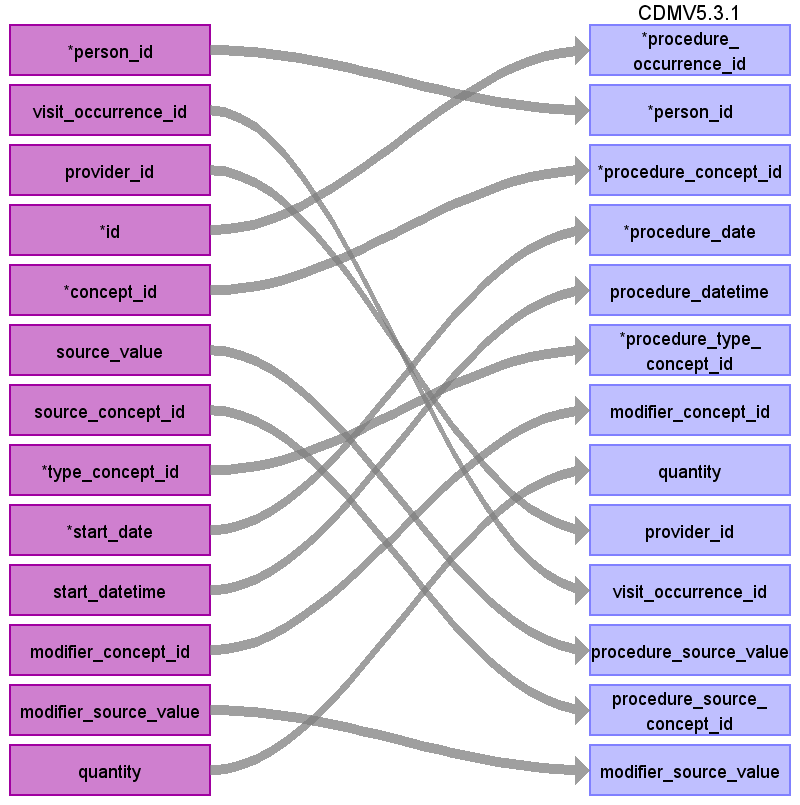 CDMV5.3.1
*person_id
visit_occurrence_id
provider_id
*id
*concept_id
source_value
source_concept_id
*type_concept_id
*start_date
start_datetime
modifier_concept_id
modifier_source_value
quantity
*procedure_
occurrence_id
*person_id
*procedure_concept_id
*procedure_date
procedure_datetime
*procedure_type_
concept_id
modifier_concept_id
quantity
provider_id
visit_occurrence_id
procedure_source_value
procedure_source_
concept_id
modifier_source_value